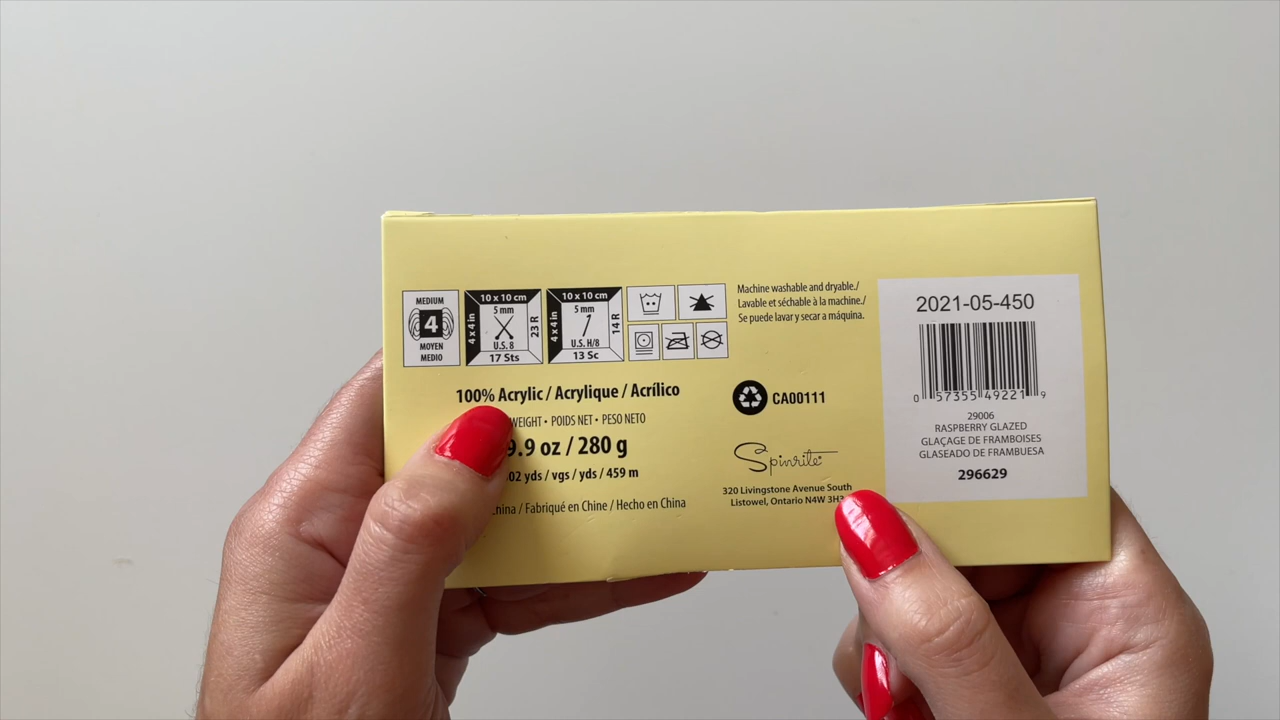 MEDIUM
4
MOYEN
MEDIO
10 x 10 cm
4 x 4 in
5 mm
23 R
U.S. 8
17 Sts
10 x 10 cm
4 x 4 in
5 mm
14 R
U.S. H/8
13 Sc
Machine washable and dryable./
Lavable et séchable à la machine./
Se puede lavar y secar a máquina.
100% Acrylic / Acrylique / Acrílico
WEIGHT • POIDS NET • PESO NETO
9.9 oz / 280 g
yds / vgs / yds / 459 m
/ Fabriqué en Chine / Hecho en China
CA00111
Spinrite
320 Livingstone Avenue South
Listowel, Ontario N4W
2021-05-450
0 57355 49221 9
29006
RASPBERRY GLAZED
GLAÇAGE DE FRAMBOISES
GLASEADO DE FRAMBUESA
296629